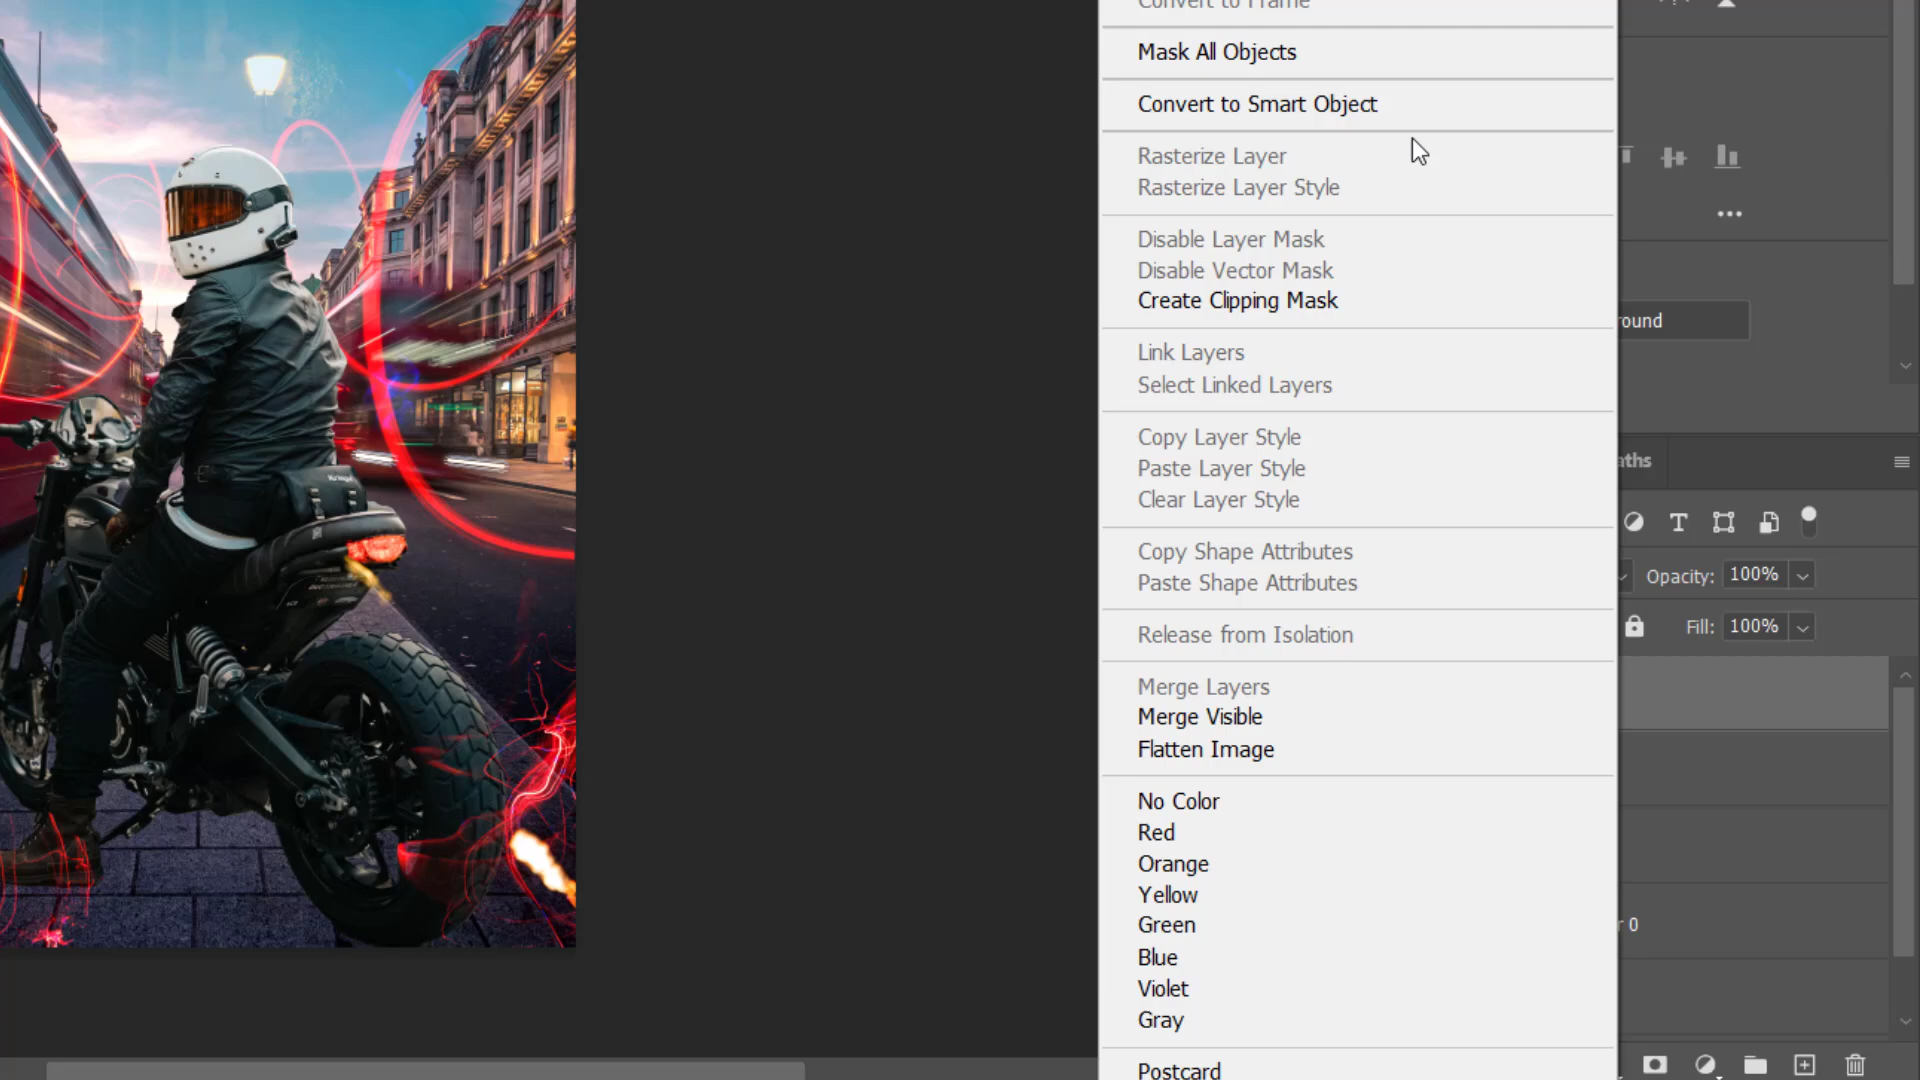 Convert to Frame
Mask All Objects
Convert to Smart Object
Rasterize Layer
Rasterize Layer Style
Disable Layer Mask
Disable Vector Mask
Create Clipping Mask
round
Link Layers
Select Linked Layers
Copy Layer Style
Paste Layer Style
Clear Layer Style
aths
Copy Shape Attributes
Paste Shape Attributes
Opacity: 100%
Release from Isolation
Fill: 100%
Merge Layers
Merge Visible
Flatten Image
No Color
Red
Orange
Yellow
Green
r 0
Blue
Violet
Gray
Postcard